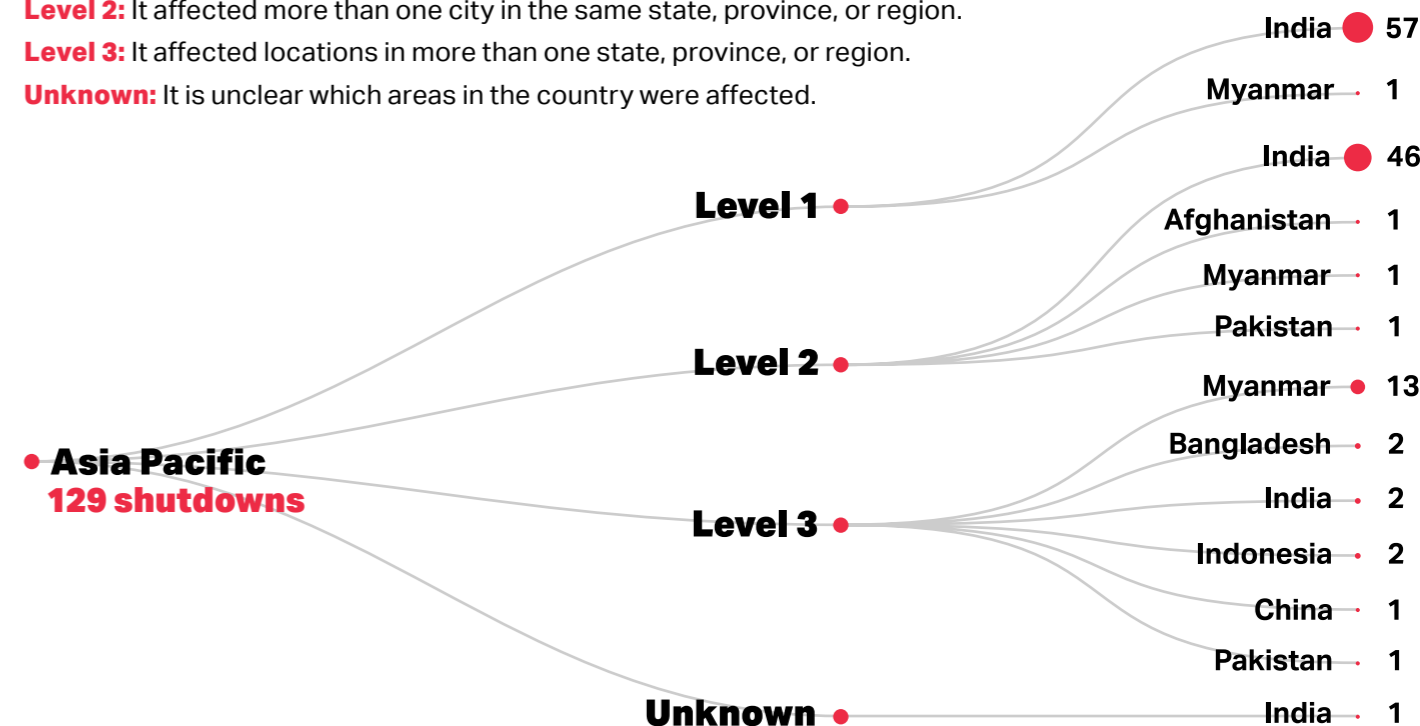 Level 2: It affected more than one city in the same state, province, or region.
Level 3: It affected locations in more than one state, province, or region.
Unknown: It is unclear which areas in the country were affected.
Asia Pacific
129 shutdowns
Level 1
India 57
Myanmar 1
Level 2
India 46
Afghanistan 1
Myanmar 1
Pakistan 1
Level 3
Myanmar 13
Bangladesh 2
India 2
Indonesia 2
China 1
Pakistan 1
Unknown
India 1